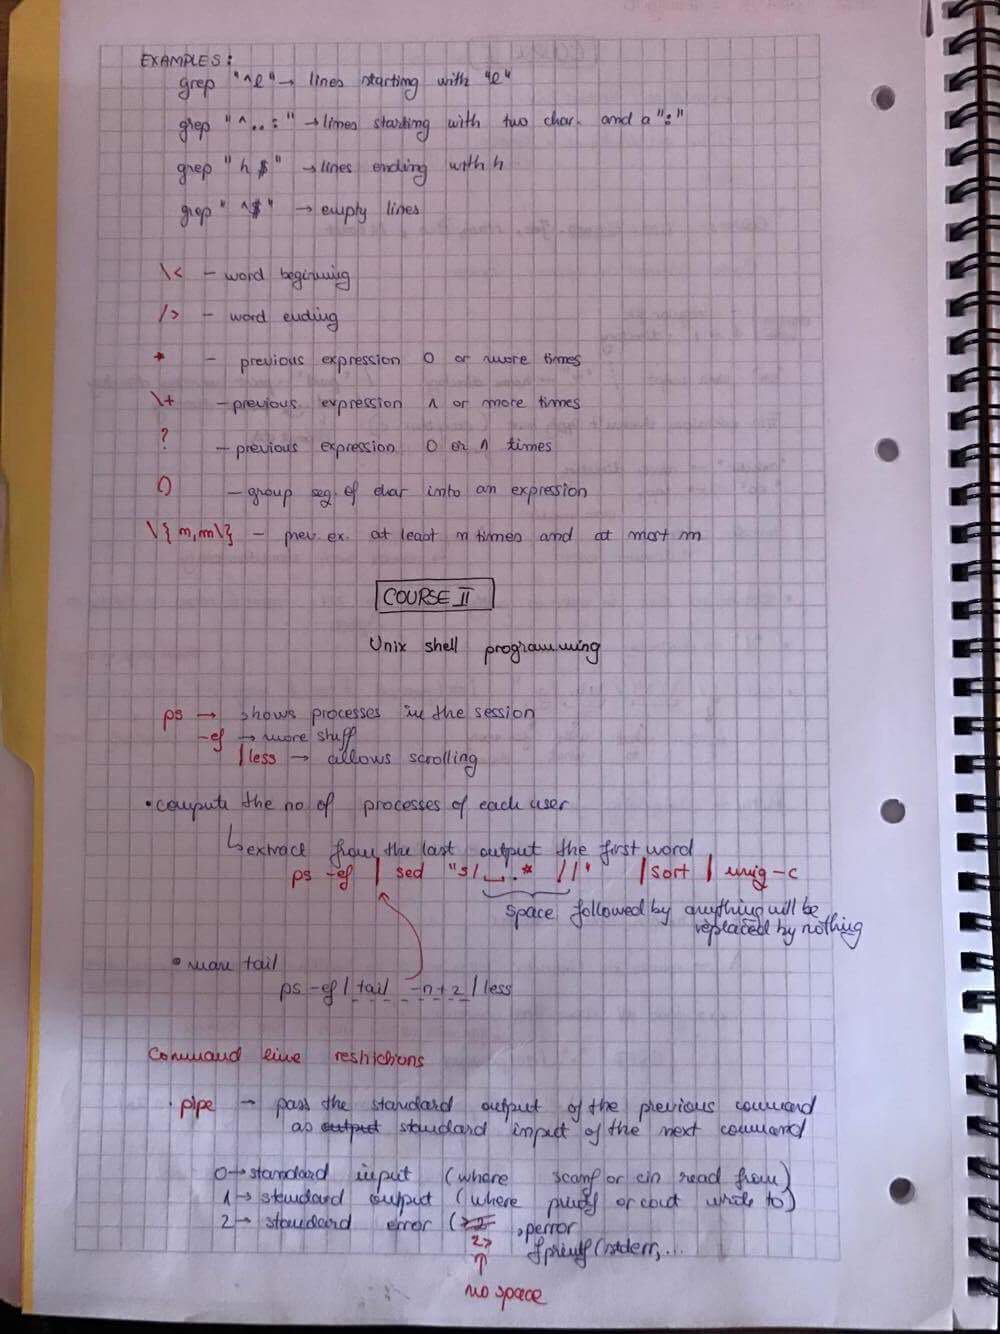 EXAMPLES:
grep "^l" → lines starting with "l"
grep "^..:" → lines starting with two char. and a ":"
grep "h$" → lines ending with h
grep "^$" → empty lines
\< - word beginning
/> - word ending
* - previous expression 0 or more times
\+ - previous expression 1 or more times
? - previous expression 0 or 1 times
() - group seq. of char into an expression
\{m,m\} - prev. ex. at least n times and at most m
COURSE II
Unix shell programming
ps → shows processes in the session
-ef → more stuff
| less → allows scrolling
• compute the no of processes of each user
↳ extract from the last output the first word
ps -ef | sed "s/ .*//" | sort | uniq -c
space followed by anything will be
replaced by nothing
• man tail
ps -ef | tail -n+2 | less
Command line restrictions
• pipe → pass the standard output of the previous command
as output standard input of the next command
0 → standard input (where scanf or cin read from)
1 → standard output (where printf or cout write to)
2 → standard error (>2 , perror
2> fprintf(stderr, ...
↑
no space